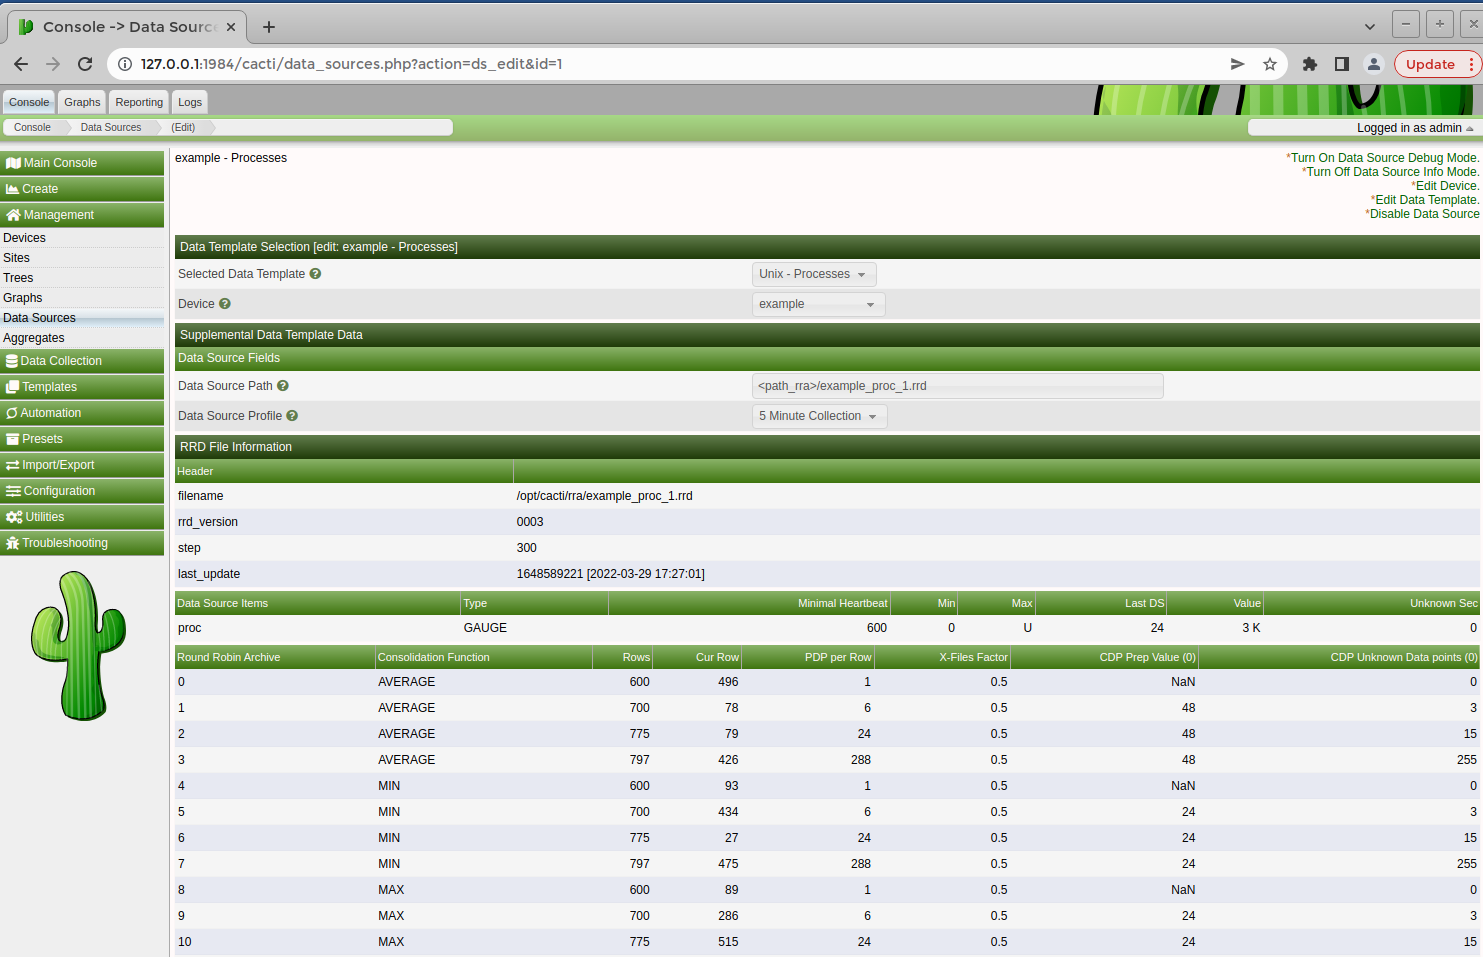 Console -> Data Sourc
127.0.0.1:1984/cacti/data_sources.php?action=ds_edit&id=1
Update
Console Graphs Reporting Logs
Console Data Sources (Edit)
Logged in as admin
Main Console
Create
Management
Devices
Sites
Trees
Graphs
Data Sources
Aggregates
Data Collection
Templates
Automation
Presets
Import/Export
Configuration
Utilities
Troubleshooting
example - Processes
*Turn On Data Source Debug Mode.
*Turn Off Data Source Info Mode.
*Edit Device.
*Edit Data Template.
*Disable Data Source
Data Template Selection [edit: example - Processes]
Selected Data Template Unix - Processes
Device example
Supplemental Data Template Data
Data Source Fields
Data Source Path <path_rra>/example_proc_1.rrd
Data Source Profile 5 Minute Collection
RRD File Information
Header
filename /opt/cacti/rra/example_proc_1.rrd
rrd_version 0003
step 300
last_update 1648589221 [2022-03-29 17:27:01]
Data Source Items Type Minimal Heartbeat Min Max Last DS Value Unknown Sec
proc GAUGE 600 0 U 24 3 K 0
Round Robin Archive Consolidation Function Rows Cur Row PDP per Row X-Files Factor CDP Prep Value (0) CDP Unknown Data points (0)
0 AVERAGE 600 496 1 0.5 NaN 0
1 AVERAGE 700 78 6 0.5 48 3
2 AVERAGE 775 79 24 0.5 48 15
3 AVERAGE 797 426 288 0.5 48 255
4 MIN 600 93 1 0.5 NaN 0
5 MIN 700 434 6 0.5 24 3
6 MIN 775 27 24 0.5 24 15
7 MIN 797 475 288 0.5 24 255
8 MAX 600 89 1 0.5 NaN 0
9 MAX 700 286 6 0.5 24 3
10 MAX 775 515 24 0.5 24 15